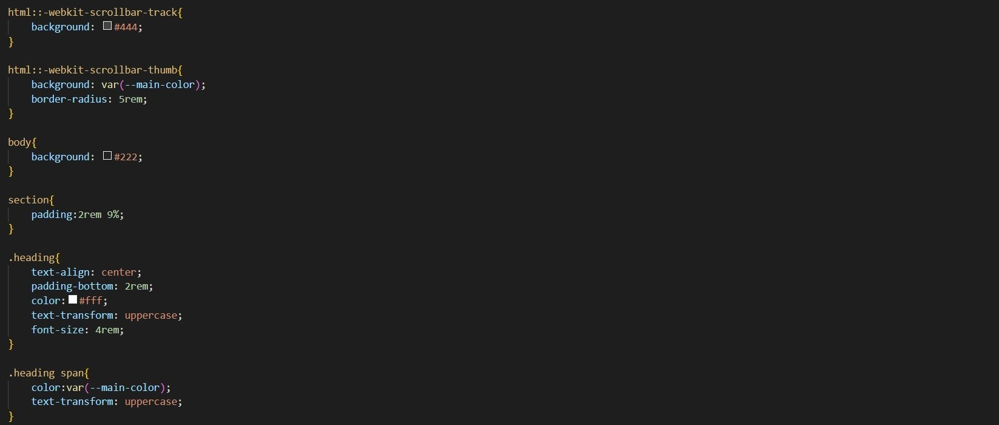 html::-webkit-scrollbar-track{
    background: #444;
}

html::-webkit-scrollbar-thumb{
    background: var(--main-color);
    border-radius: 5rem;
}

body{
    background: #222;
}

section{
    padding:2rem 9%;
}

.heading{
    text-align: center;
    padding-bottom: 2rem;
    color:#fff;
    text-transform: uppercase;
    font-size: 4rem;
}

.heading span{
    color:var(--main-color);
    text-transform: uppercase;
}